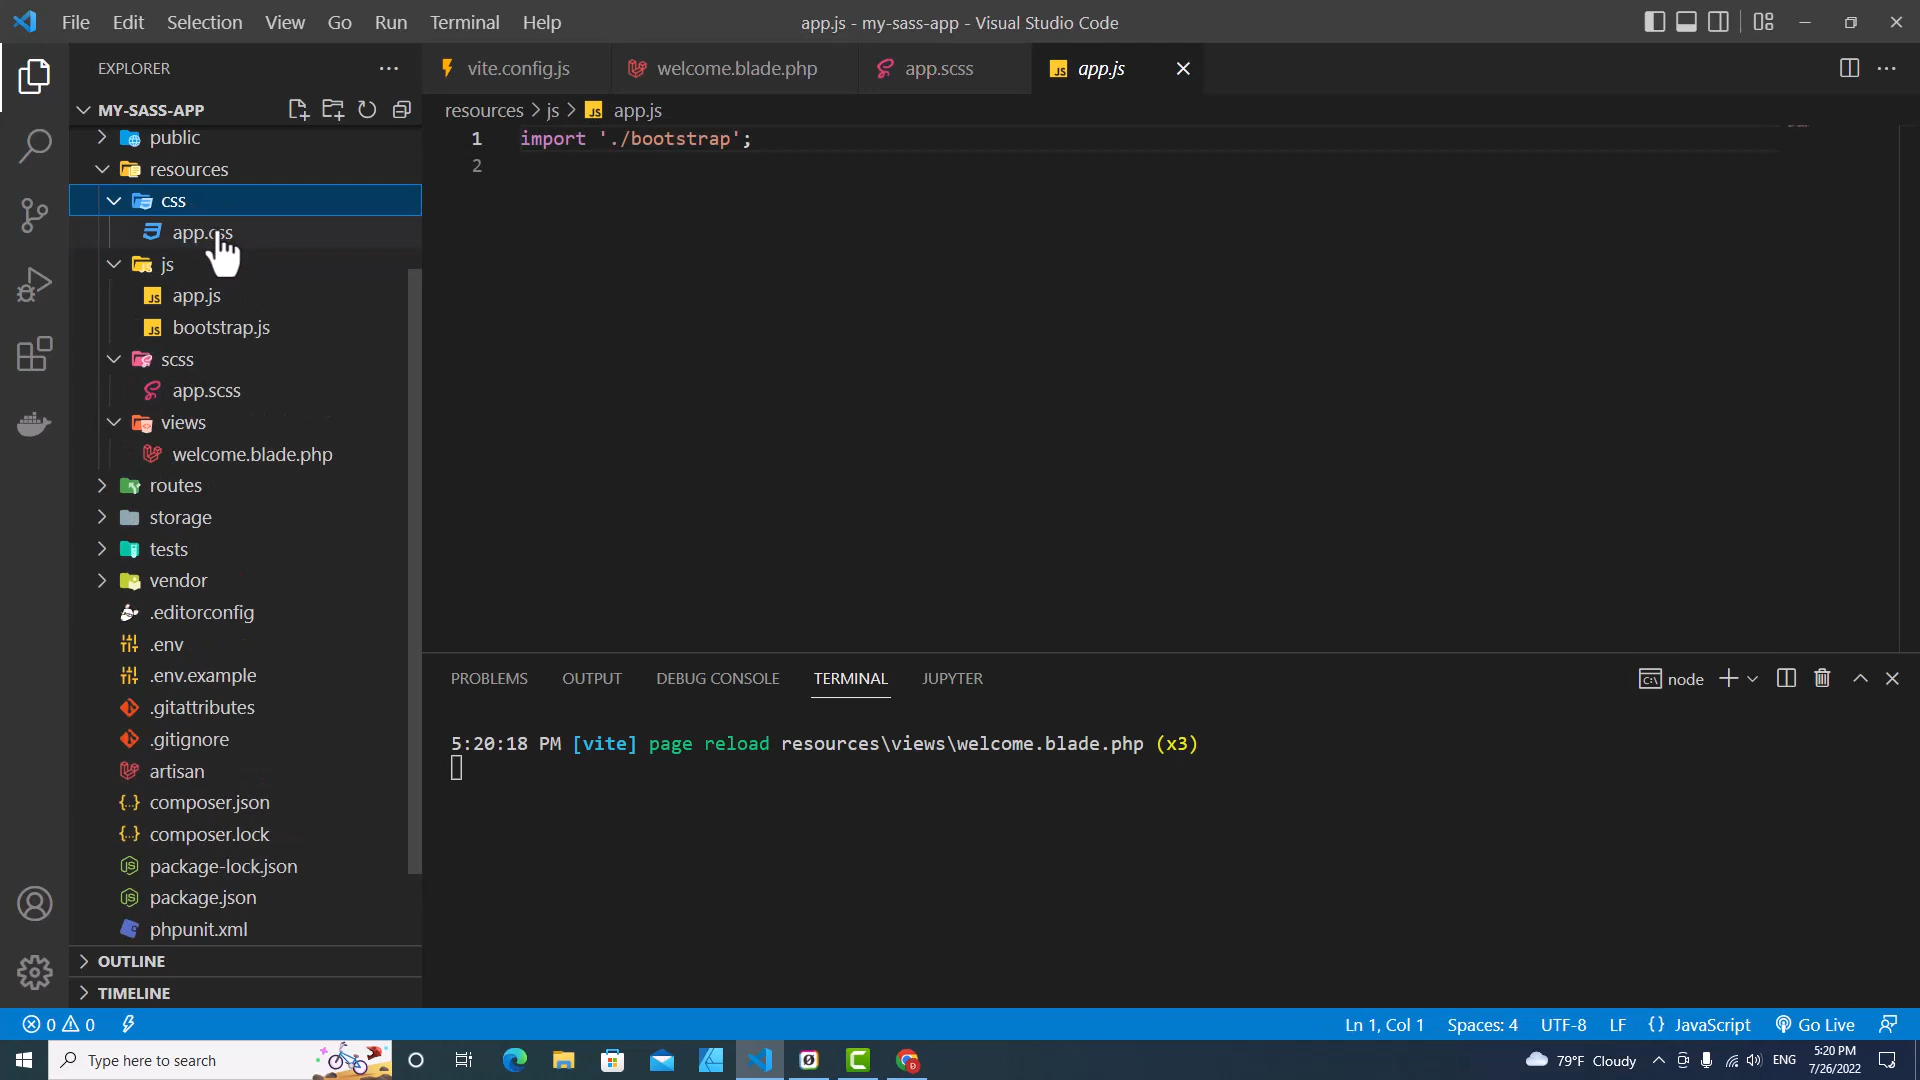 File Edit Selection View Go Run Terminal Help
app.js - my-sass-app - Visual Studio Code
EXPLORER
vite.config.js
welcome.blade.php
app.scss
app.js
MY-SASS-APP
public
resources
css
app.css
js
app.js
bootstrap.js
scss
app.scss
views
welcome.blade.php
routes
storage
tests
vendor
.editorconfig
.env
.env.example
.gitattributes
.gitignore
artisan
composer.json
composer.lock
package-lock.json
package.json
phpunit.xml
OUTLINE
TIMELINE
resources > js > app.js
1 import './bootstrap';
2
PROBLEMS OUTPUT DEBUG CONSOLE TERMINAL JUPYTER
node
5:20:18 PM [vite] page reload resources\views\welcome.blade.php (x3)
0 0
Ln 1, Col 1 Spaces: 4 UTF-8 LF {} JavaScript Go Live
Type here to search
79°F Cloudy
ENG
5:20 PM
7/26/2022